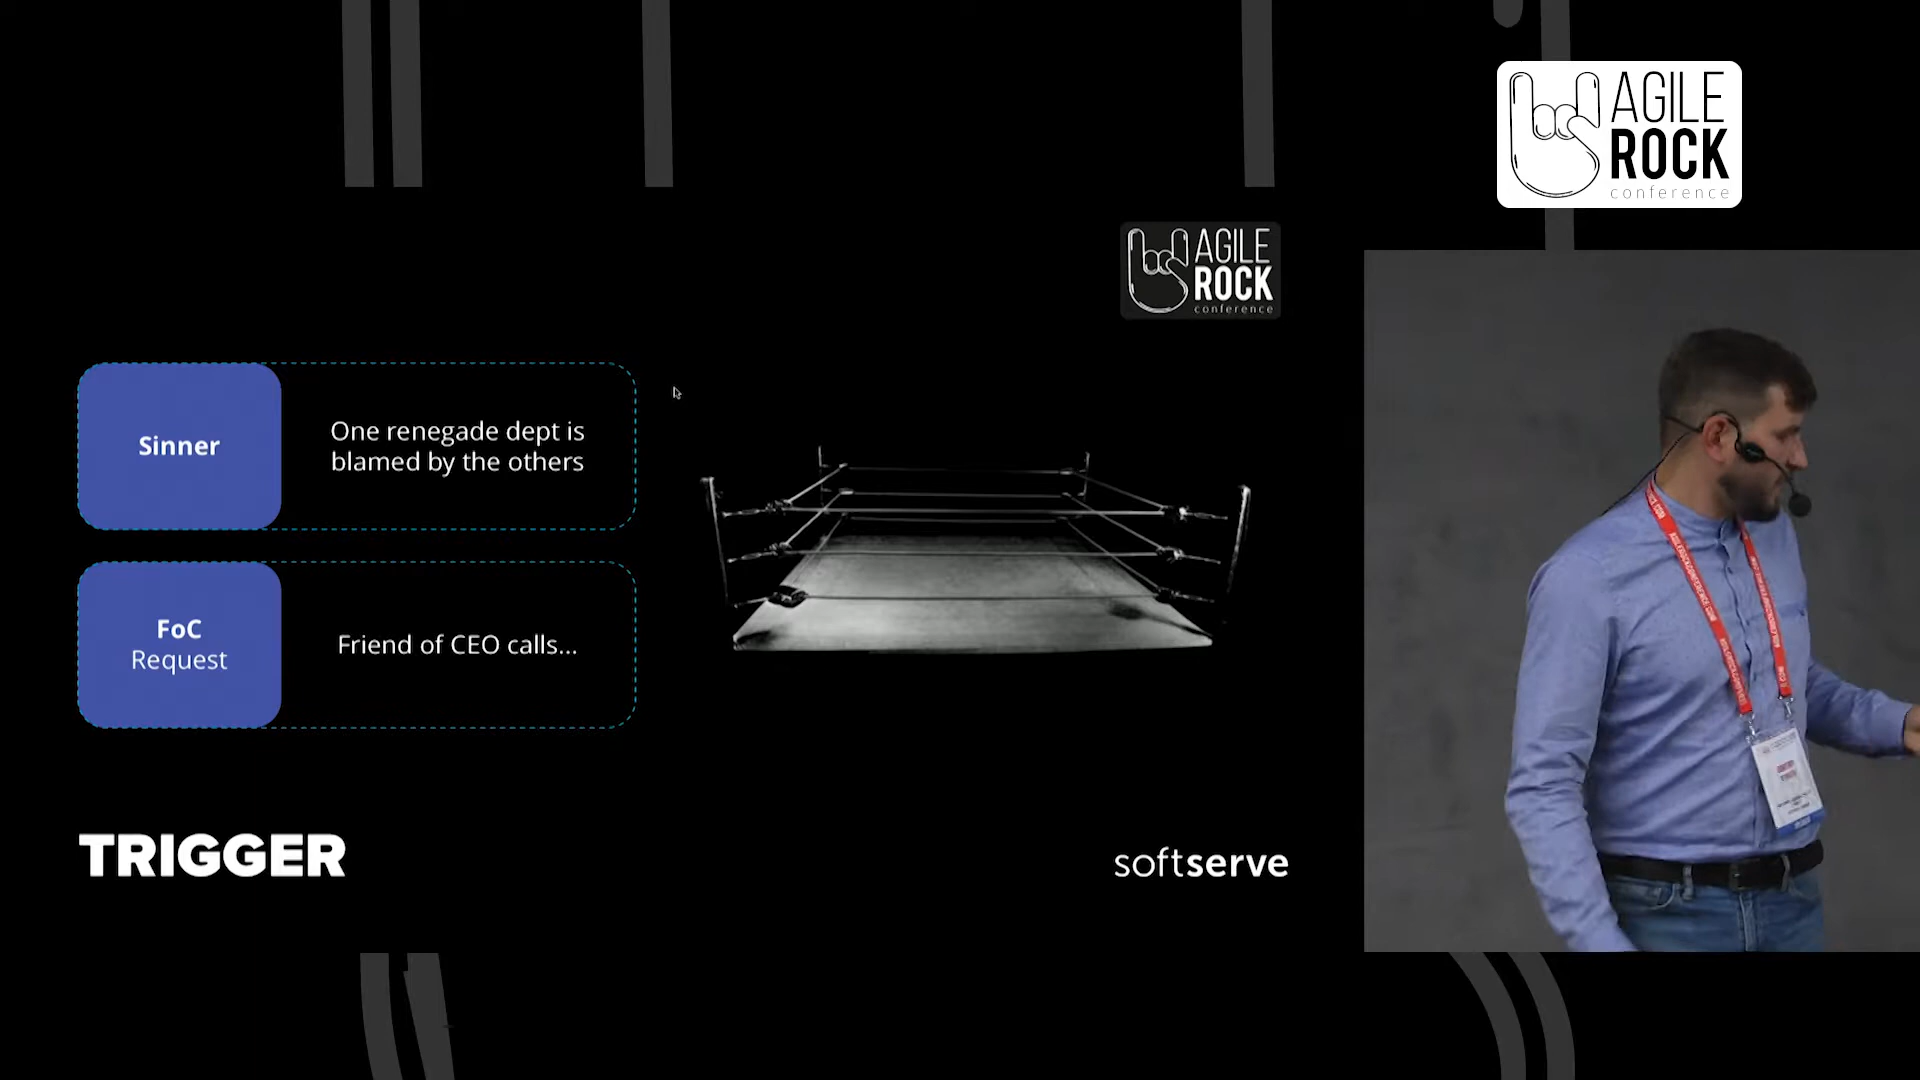 AGILE
ROCK
conference
AGILE
ROCK
conference
Sinner
One renegade dept is
blamed by the others
FoC
Request
Friend of CEO calls...
TRIGGER
softserve